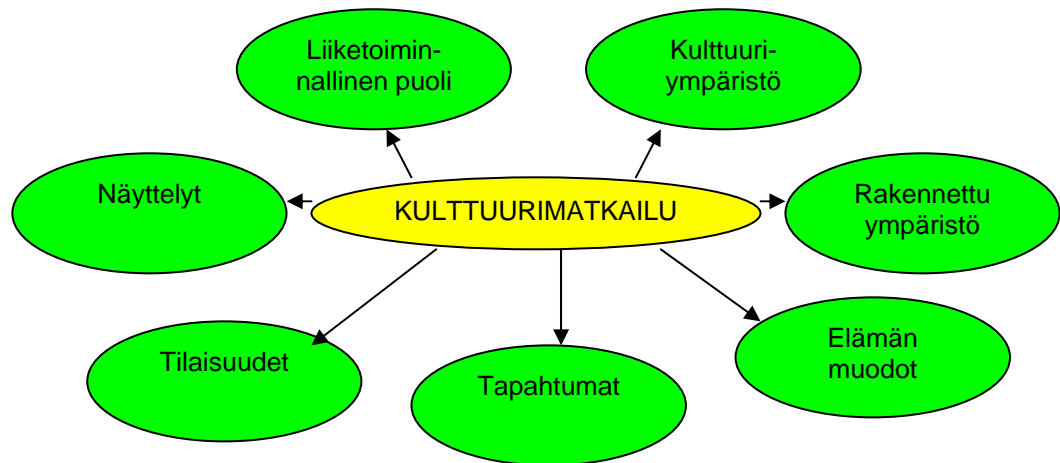 Liiketoimin-
nallinen puoli
Kulttuuri-
ympäristö
Näyttelyt
KULTTUURIMATKAILU
Rakennettu
ympäristö
Tilaisuudet
Tapahtumat
Elämän
muodot